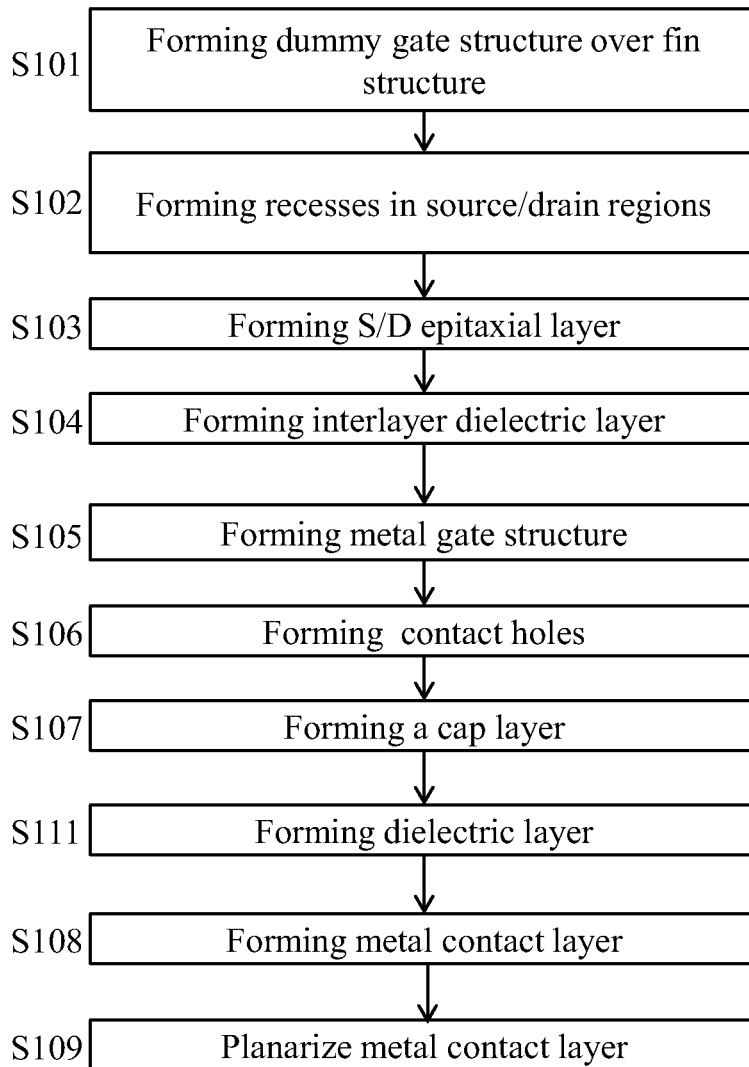 S101
Forming dummy gate structure over fin
structure
S102
Forming recesses in source/drain regions
S103
Forming S/D epitaxial layer
S104
Forming interlayer dielectric layer
S105
Forming metal gate structure
S106
Forming contact holes
S107
Forming a cap layer
S111
Forming dielectric layer
S108
Forming metal contact layer
S109
Planarize metal contact layer